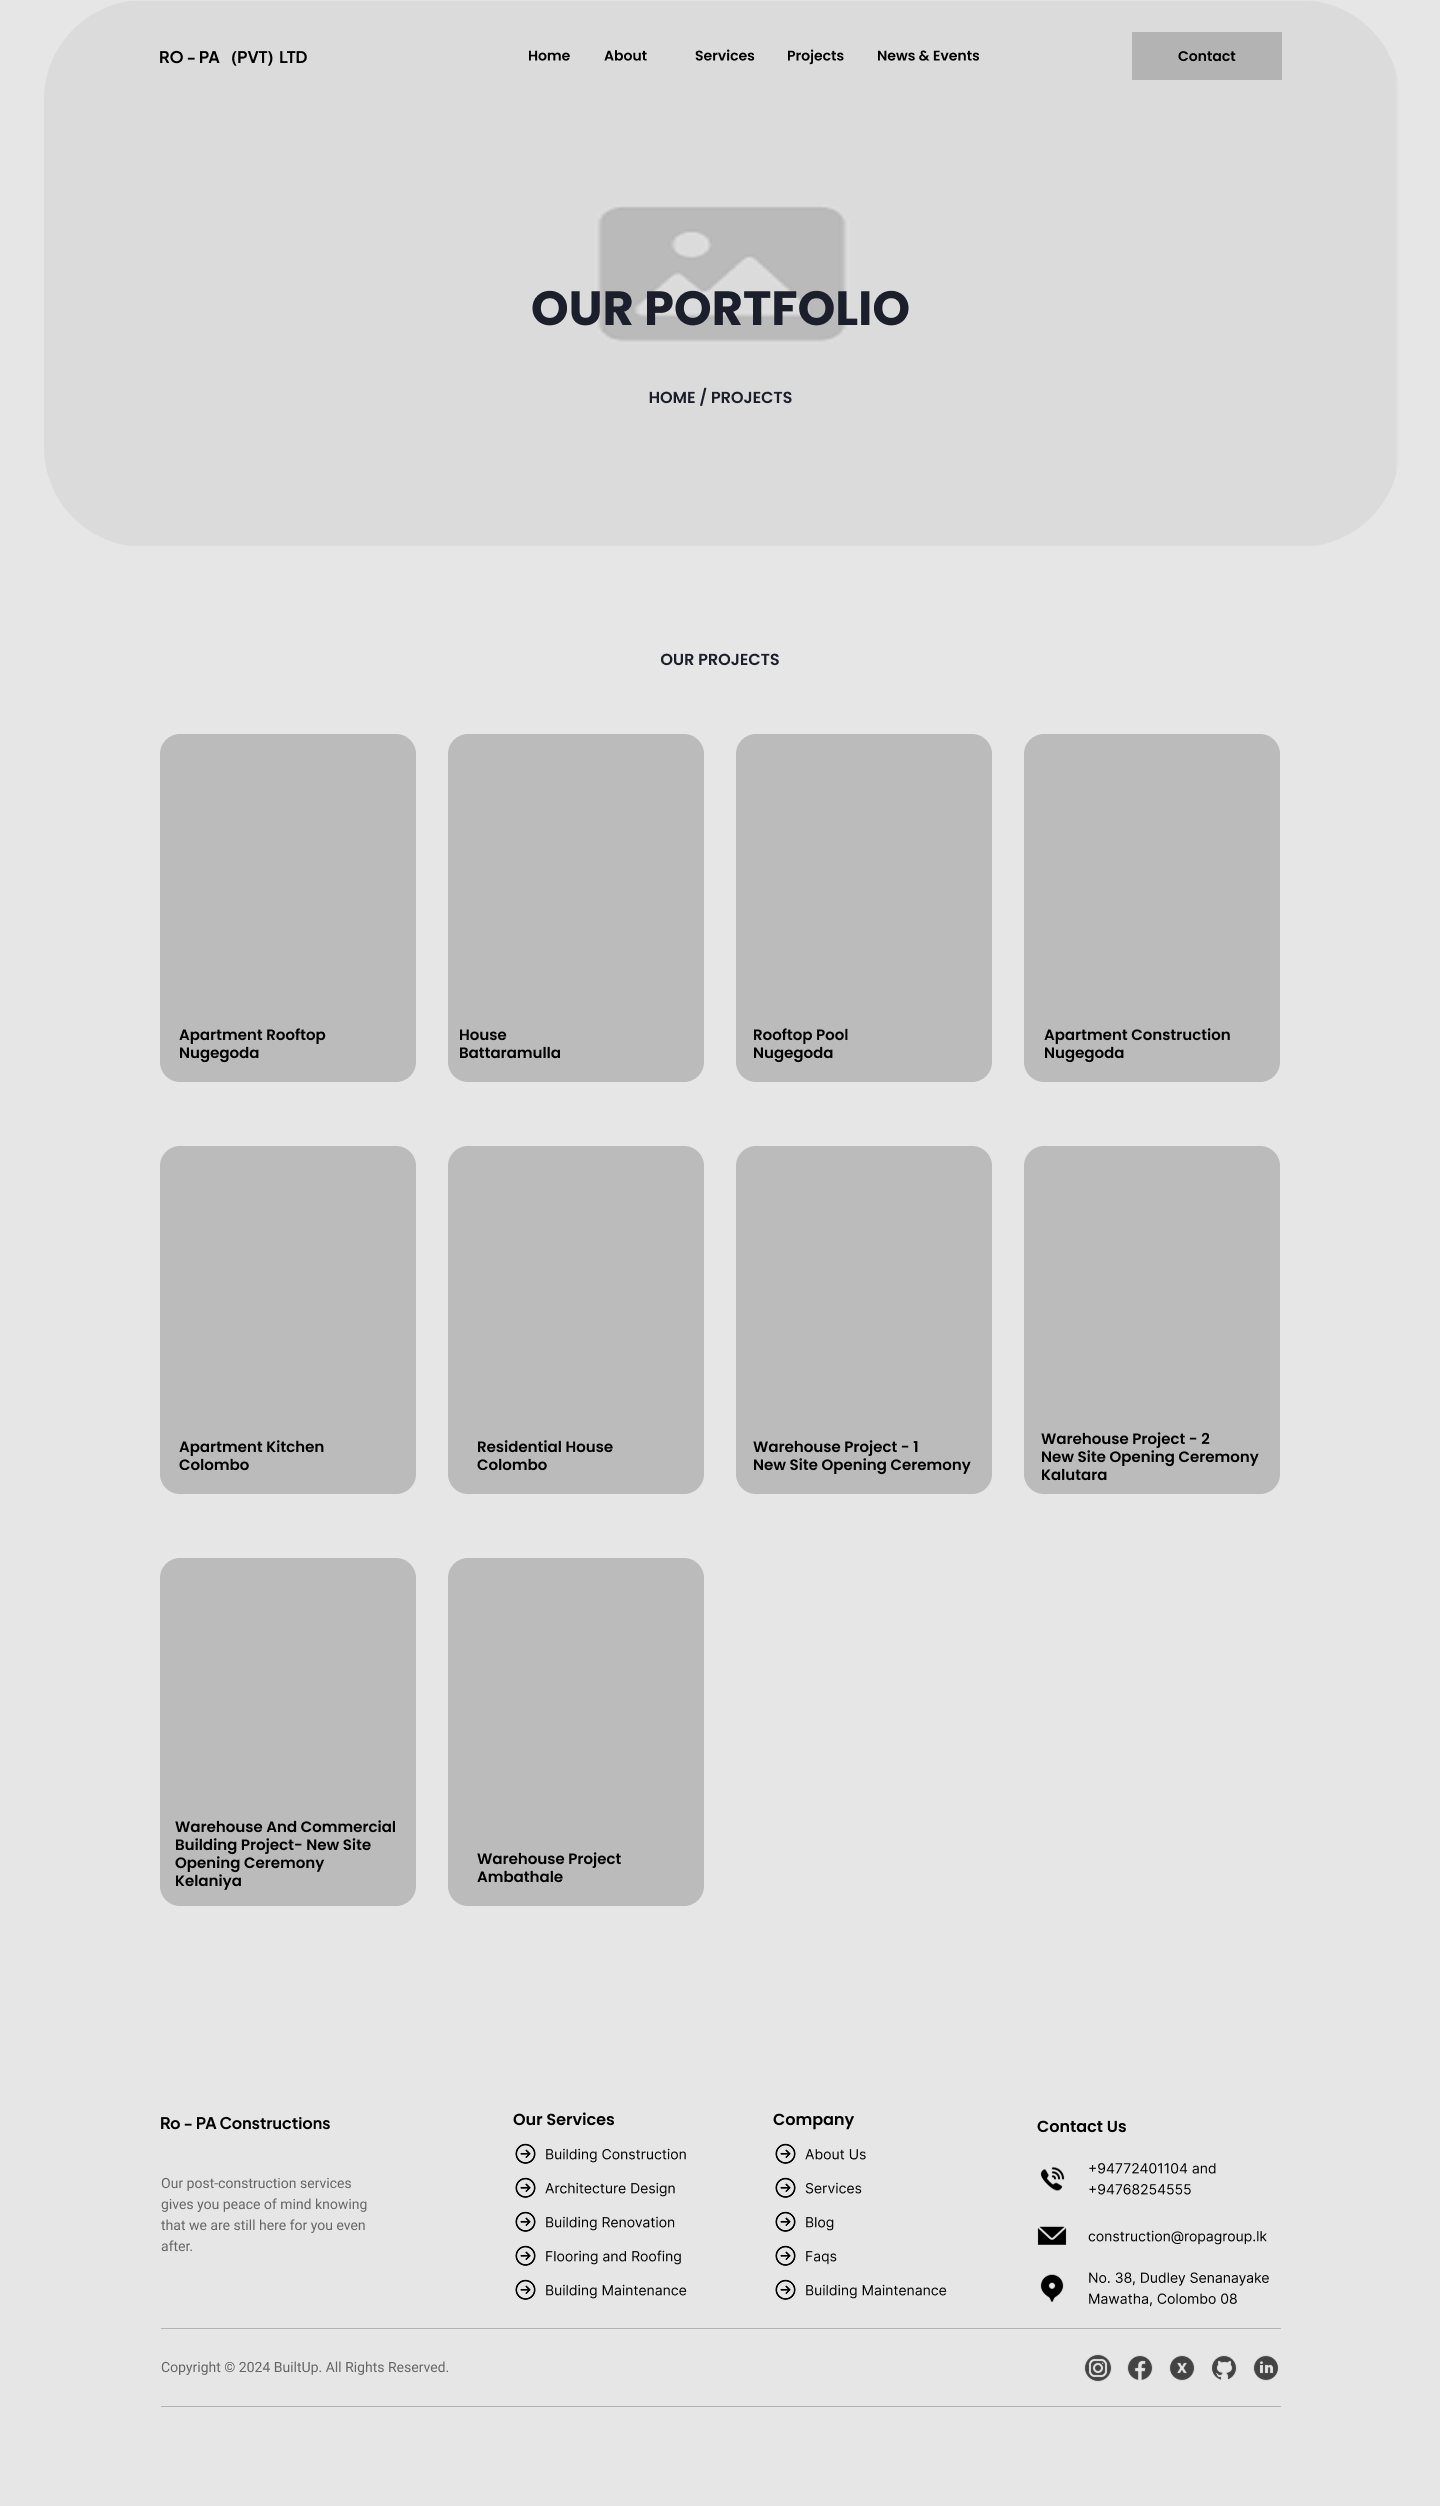 RO - PA (PVT) LTD
Home About Services Projects News & Events
Contact
OUR PORTFOLIO
HOME / PROJECTS
OUR PROJECTS
Apartment Rooftop
Nugegoda
House
Battaramulla
Rooftop Pool
Nugegoda
Apartment Construction
Nugegoda
Apartment Kitchen
Colombo
Residential House
Colombo
Warehouse Project - 1
New Site Opening Ceremony
Warehouse Project - 2
New Site Opening Ceremony
Kalutara
Warehouse And Commercial
Building Project- New Site
Opening Ceremony
Kelaniya
Warehouse Project
Ambathale
Ro - PA Constructions
Our post-construction services
gives you peace of mind knowing
that we are still here for you even
after.
Our Services
Building Construction
Architecture Design
Building Renovation
Flooring and Roofing
Building Maintenance
Company
About Us
Services
Blog
Faqs
Building Maintenance
Contact Us
+94772401104 and
+94768254555
construction@ropagroup.lk
No. 38, Dudley Senanayake
Mawatha, Colombo 08
Copyright © 2024 BuiltUp. All Rights Reserved.